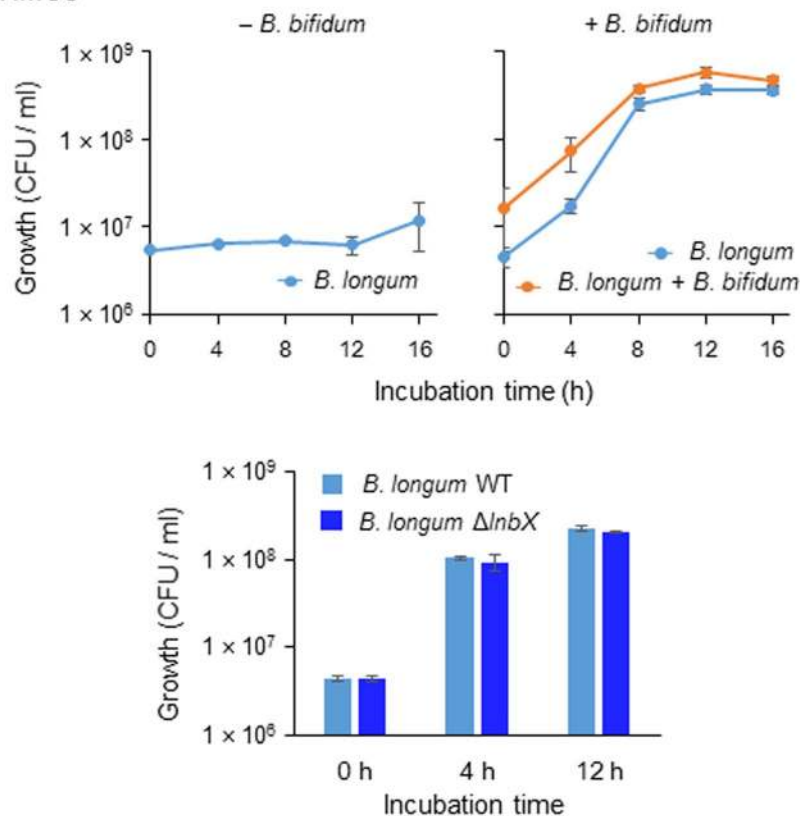 – B. bifidum
+ B. bifidum
Growth (CFU / ml)
1 × 10⁹
1 × 10⁸
1 × 10⁷
1 × 10⁶
B. longum
B. longum
B. longum + B. bifidum
0 4 8 12 16
0 4 8 12 16
Incubation time (h)
Growth (CFU / ml)
1 × 10⁹
1 × 10⁸
1 × 10⁷
1 × 10⁶
B. longum WT
B. longum ΔlnbX
0 h 4 h 12 h
Incubation time